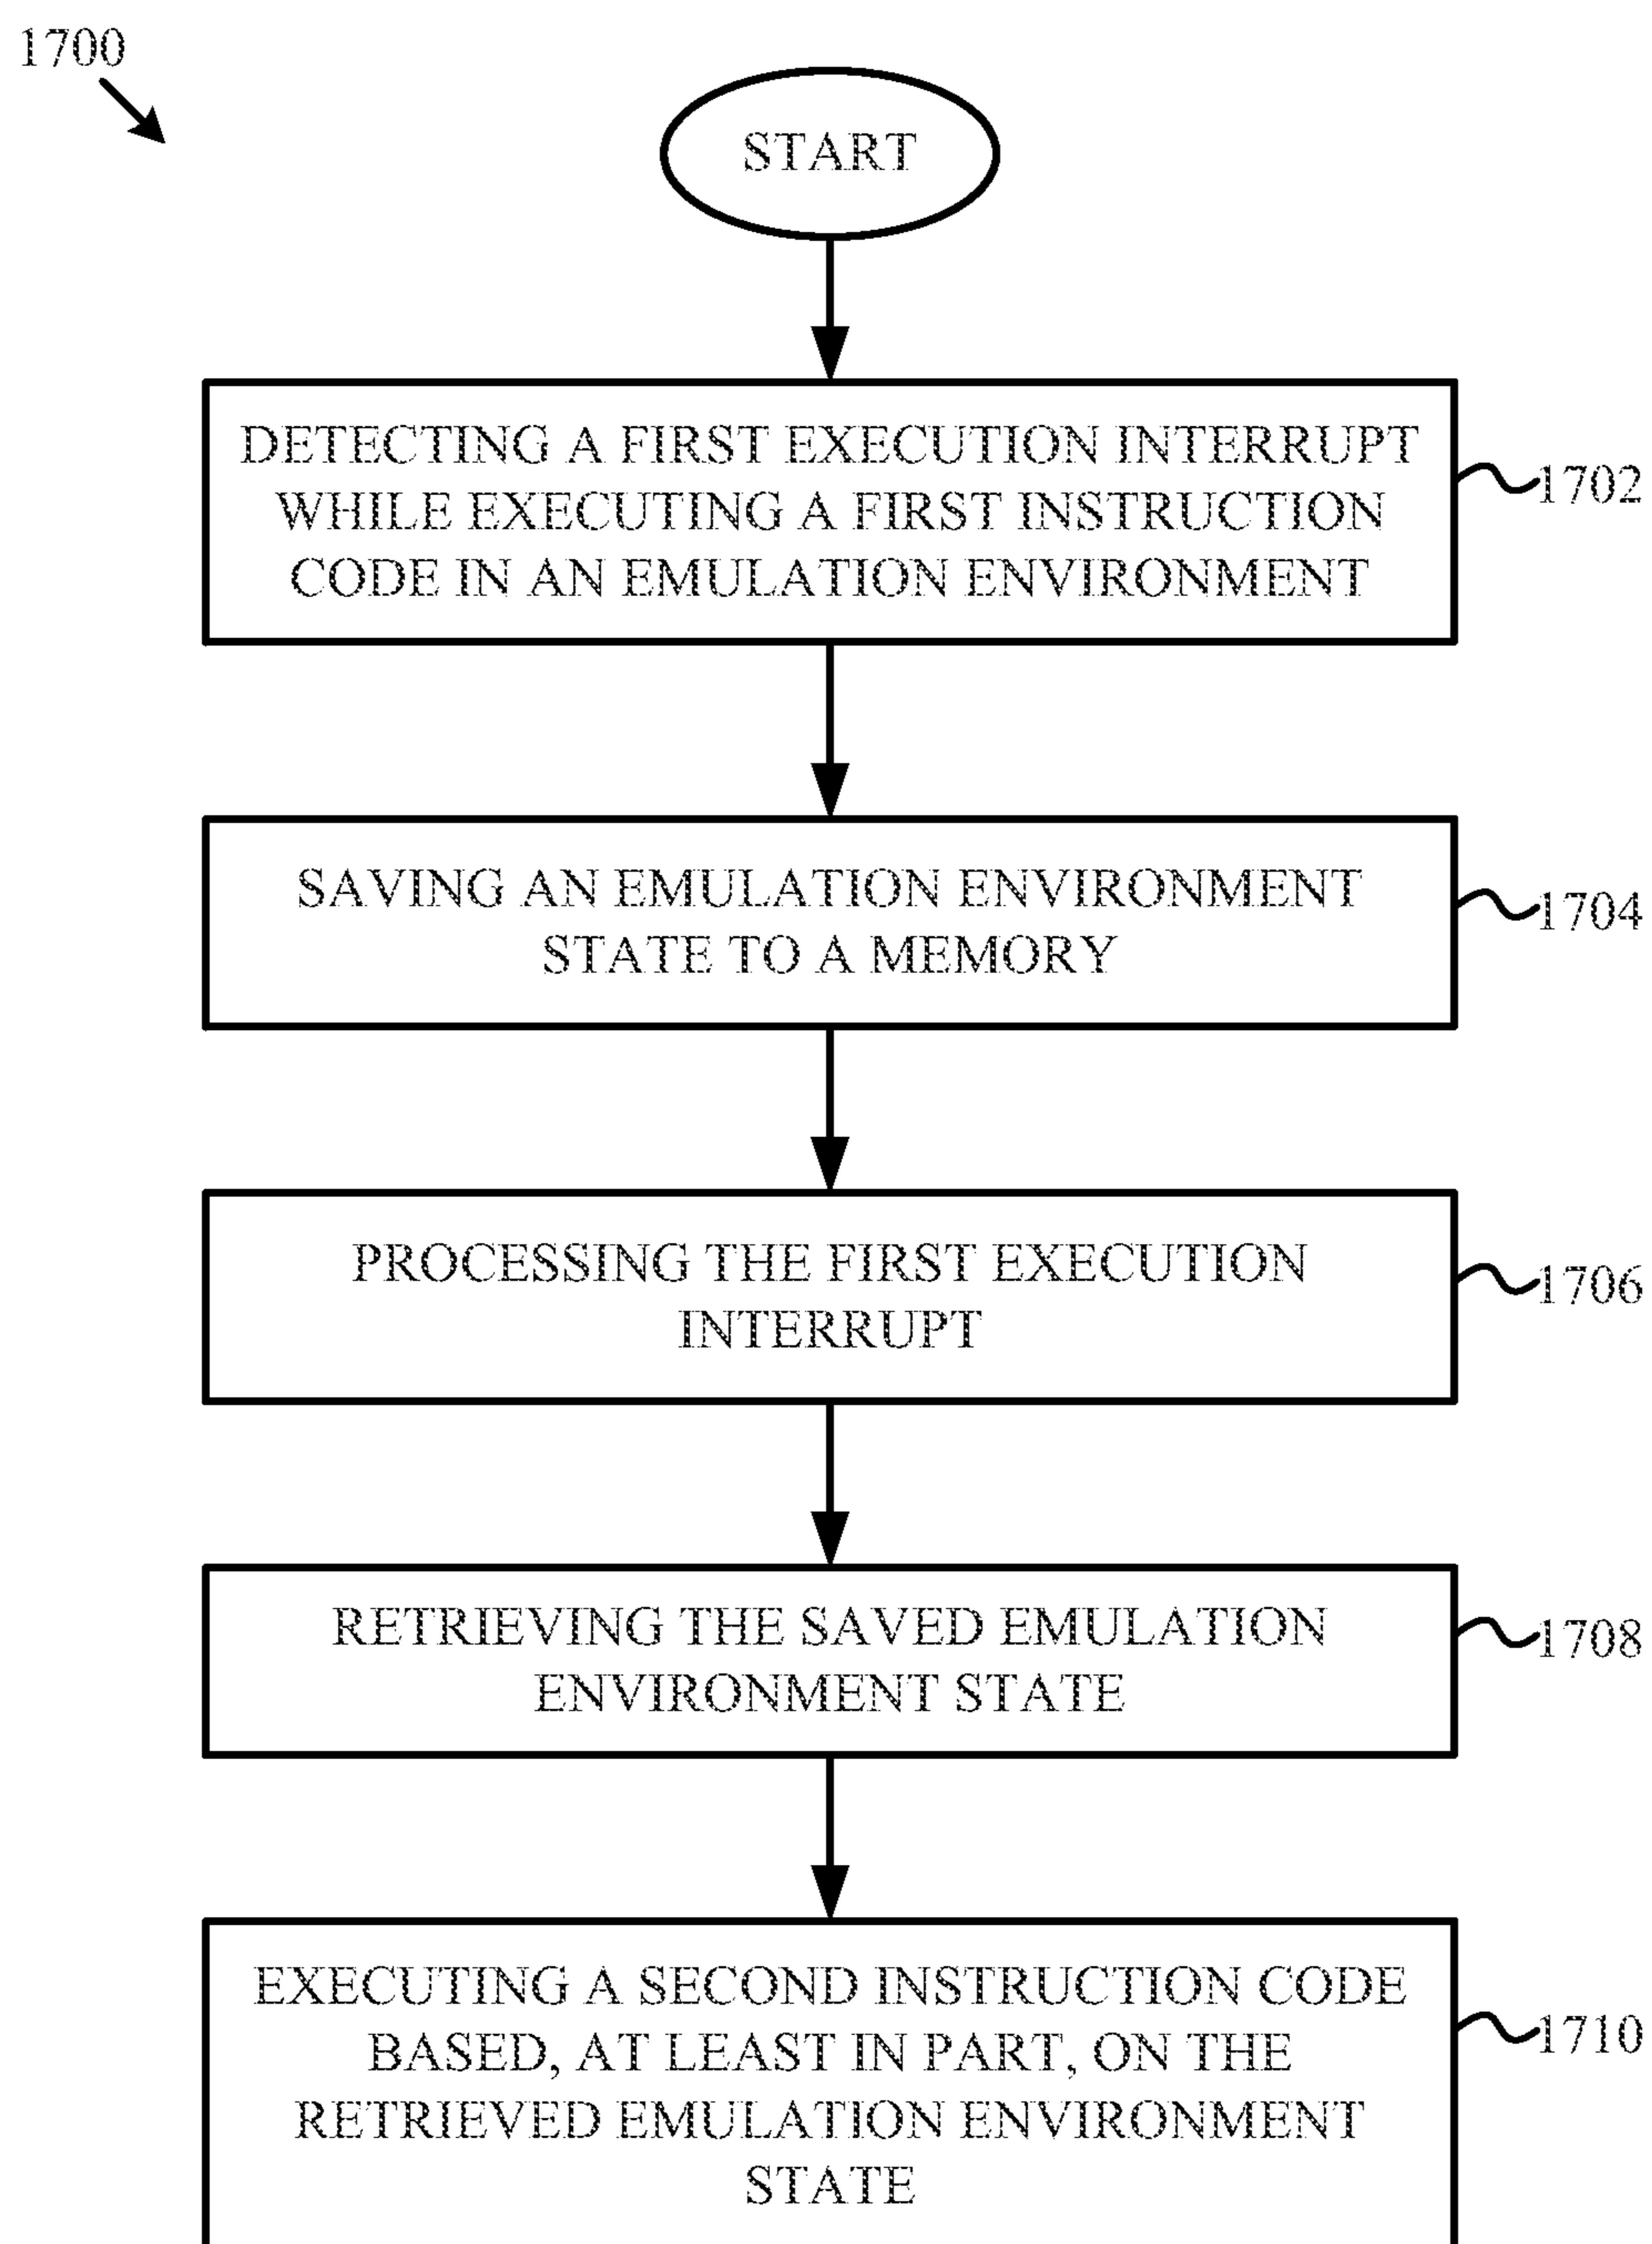 1700
START
DETECTING A FIRST EXECUTION INTERRUPT
WHILE EXECUTING A FIRST INSTRUCTION
CODE IN AN EMULATION ENVIRONMENT
1702
SAVING AN EMULATION ENVIRONMENT
STATE TO A MEMORY
1704
PROCESSING THE FIRST EXECUTION
INTERRUPT
1706
RETRIEVING THE SAVED EMULATION
ENVIRONMENT STATE
1708
EXECUTING A SECOND INSTRUCTION CODE
BASED, AT LEAST IN PART, ON THE
RETRIEVED EMULATION ENVIRONMENT
STATE
1710